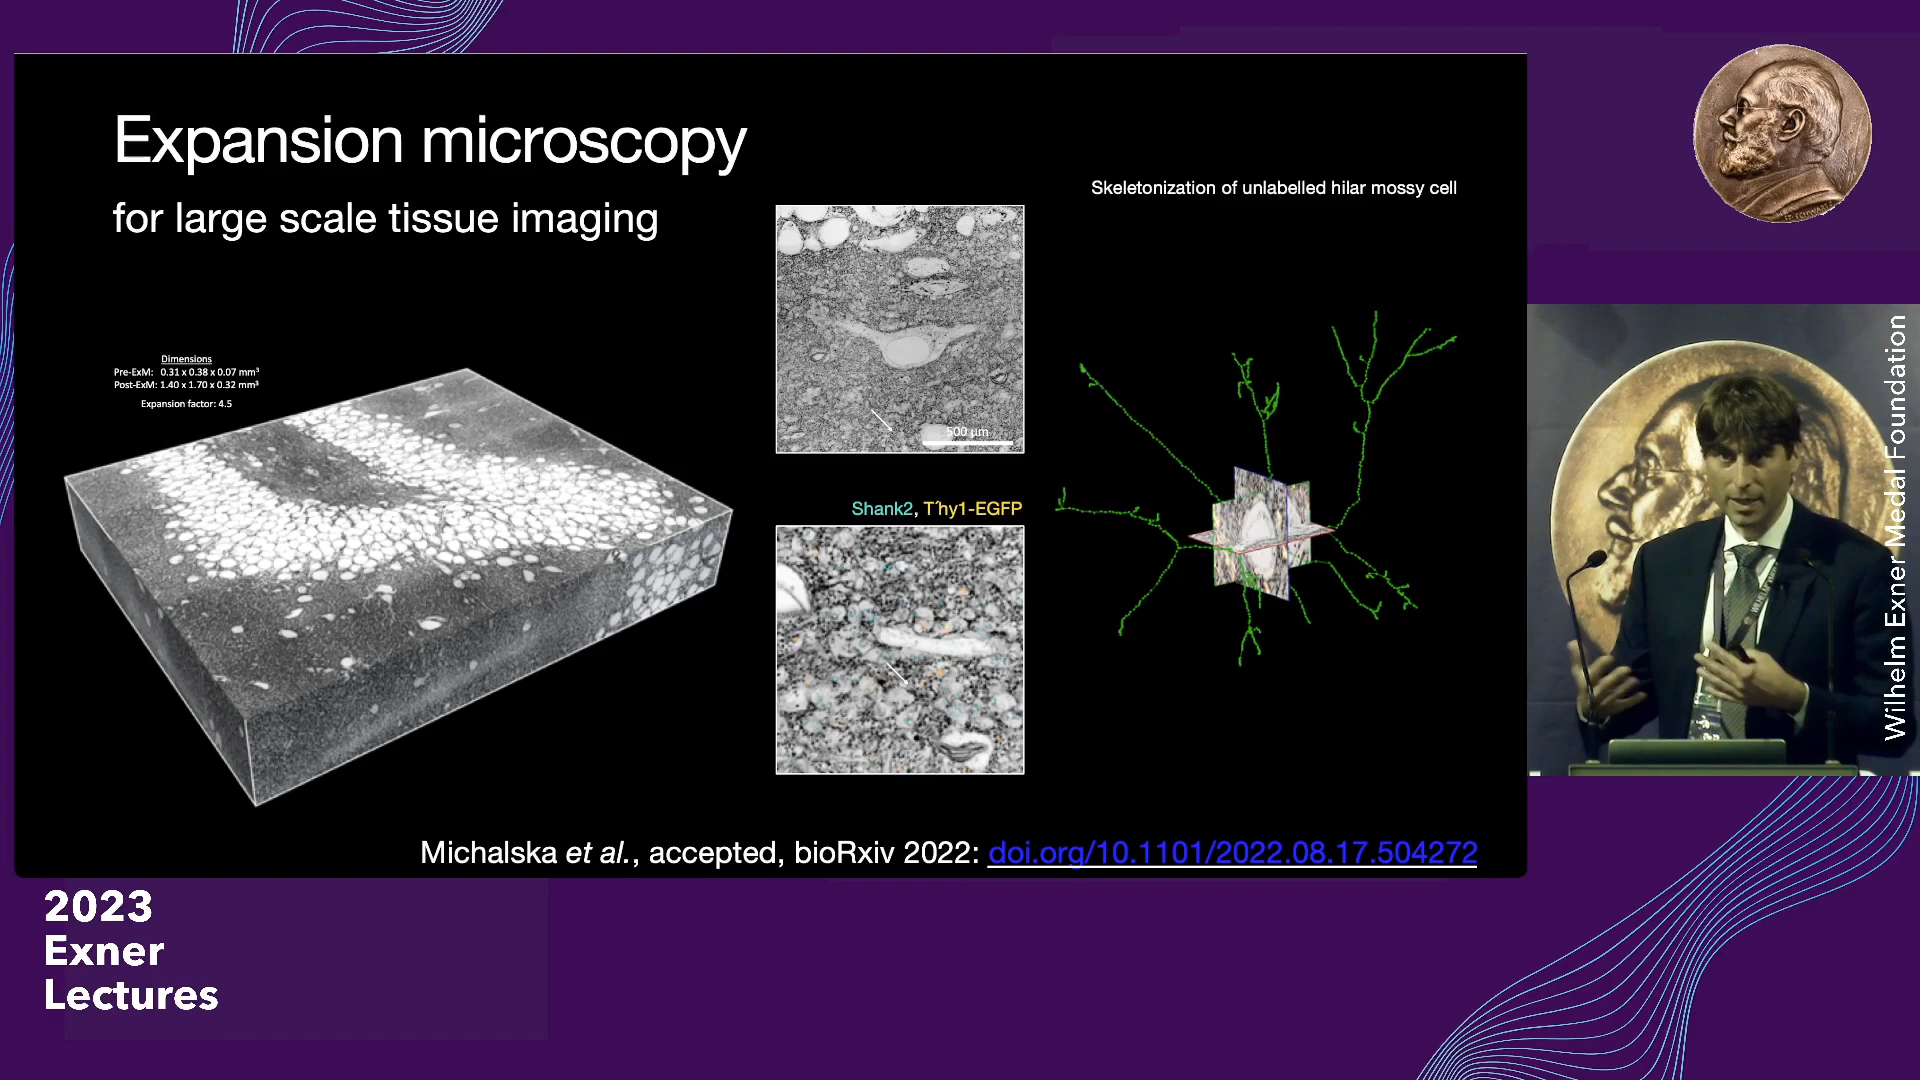 Expansion microscopy
for large scale tissue imaging
Skeletonization of unlabelled hilar mossy cell
Dimensions
Pre-ExM: 0.31 x 0.38 x 0.07 mm³
Post-ExM: 1.40 x 1.70 x 0.32 mm³
Expansion factor: 4.5
500 µm
Shank2, T´hy1-EGFP
Michalska et al., accepted, bioRxiv 2022: doi.org/10.1101/2022.08.17.504272
Wilhelm Exner Medal Foundation
2023
Exner
Lectures